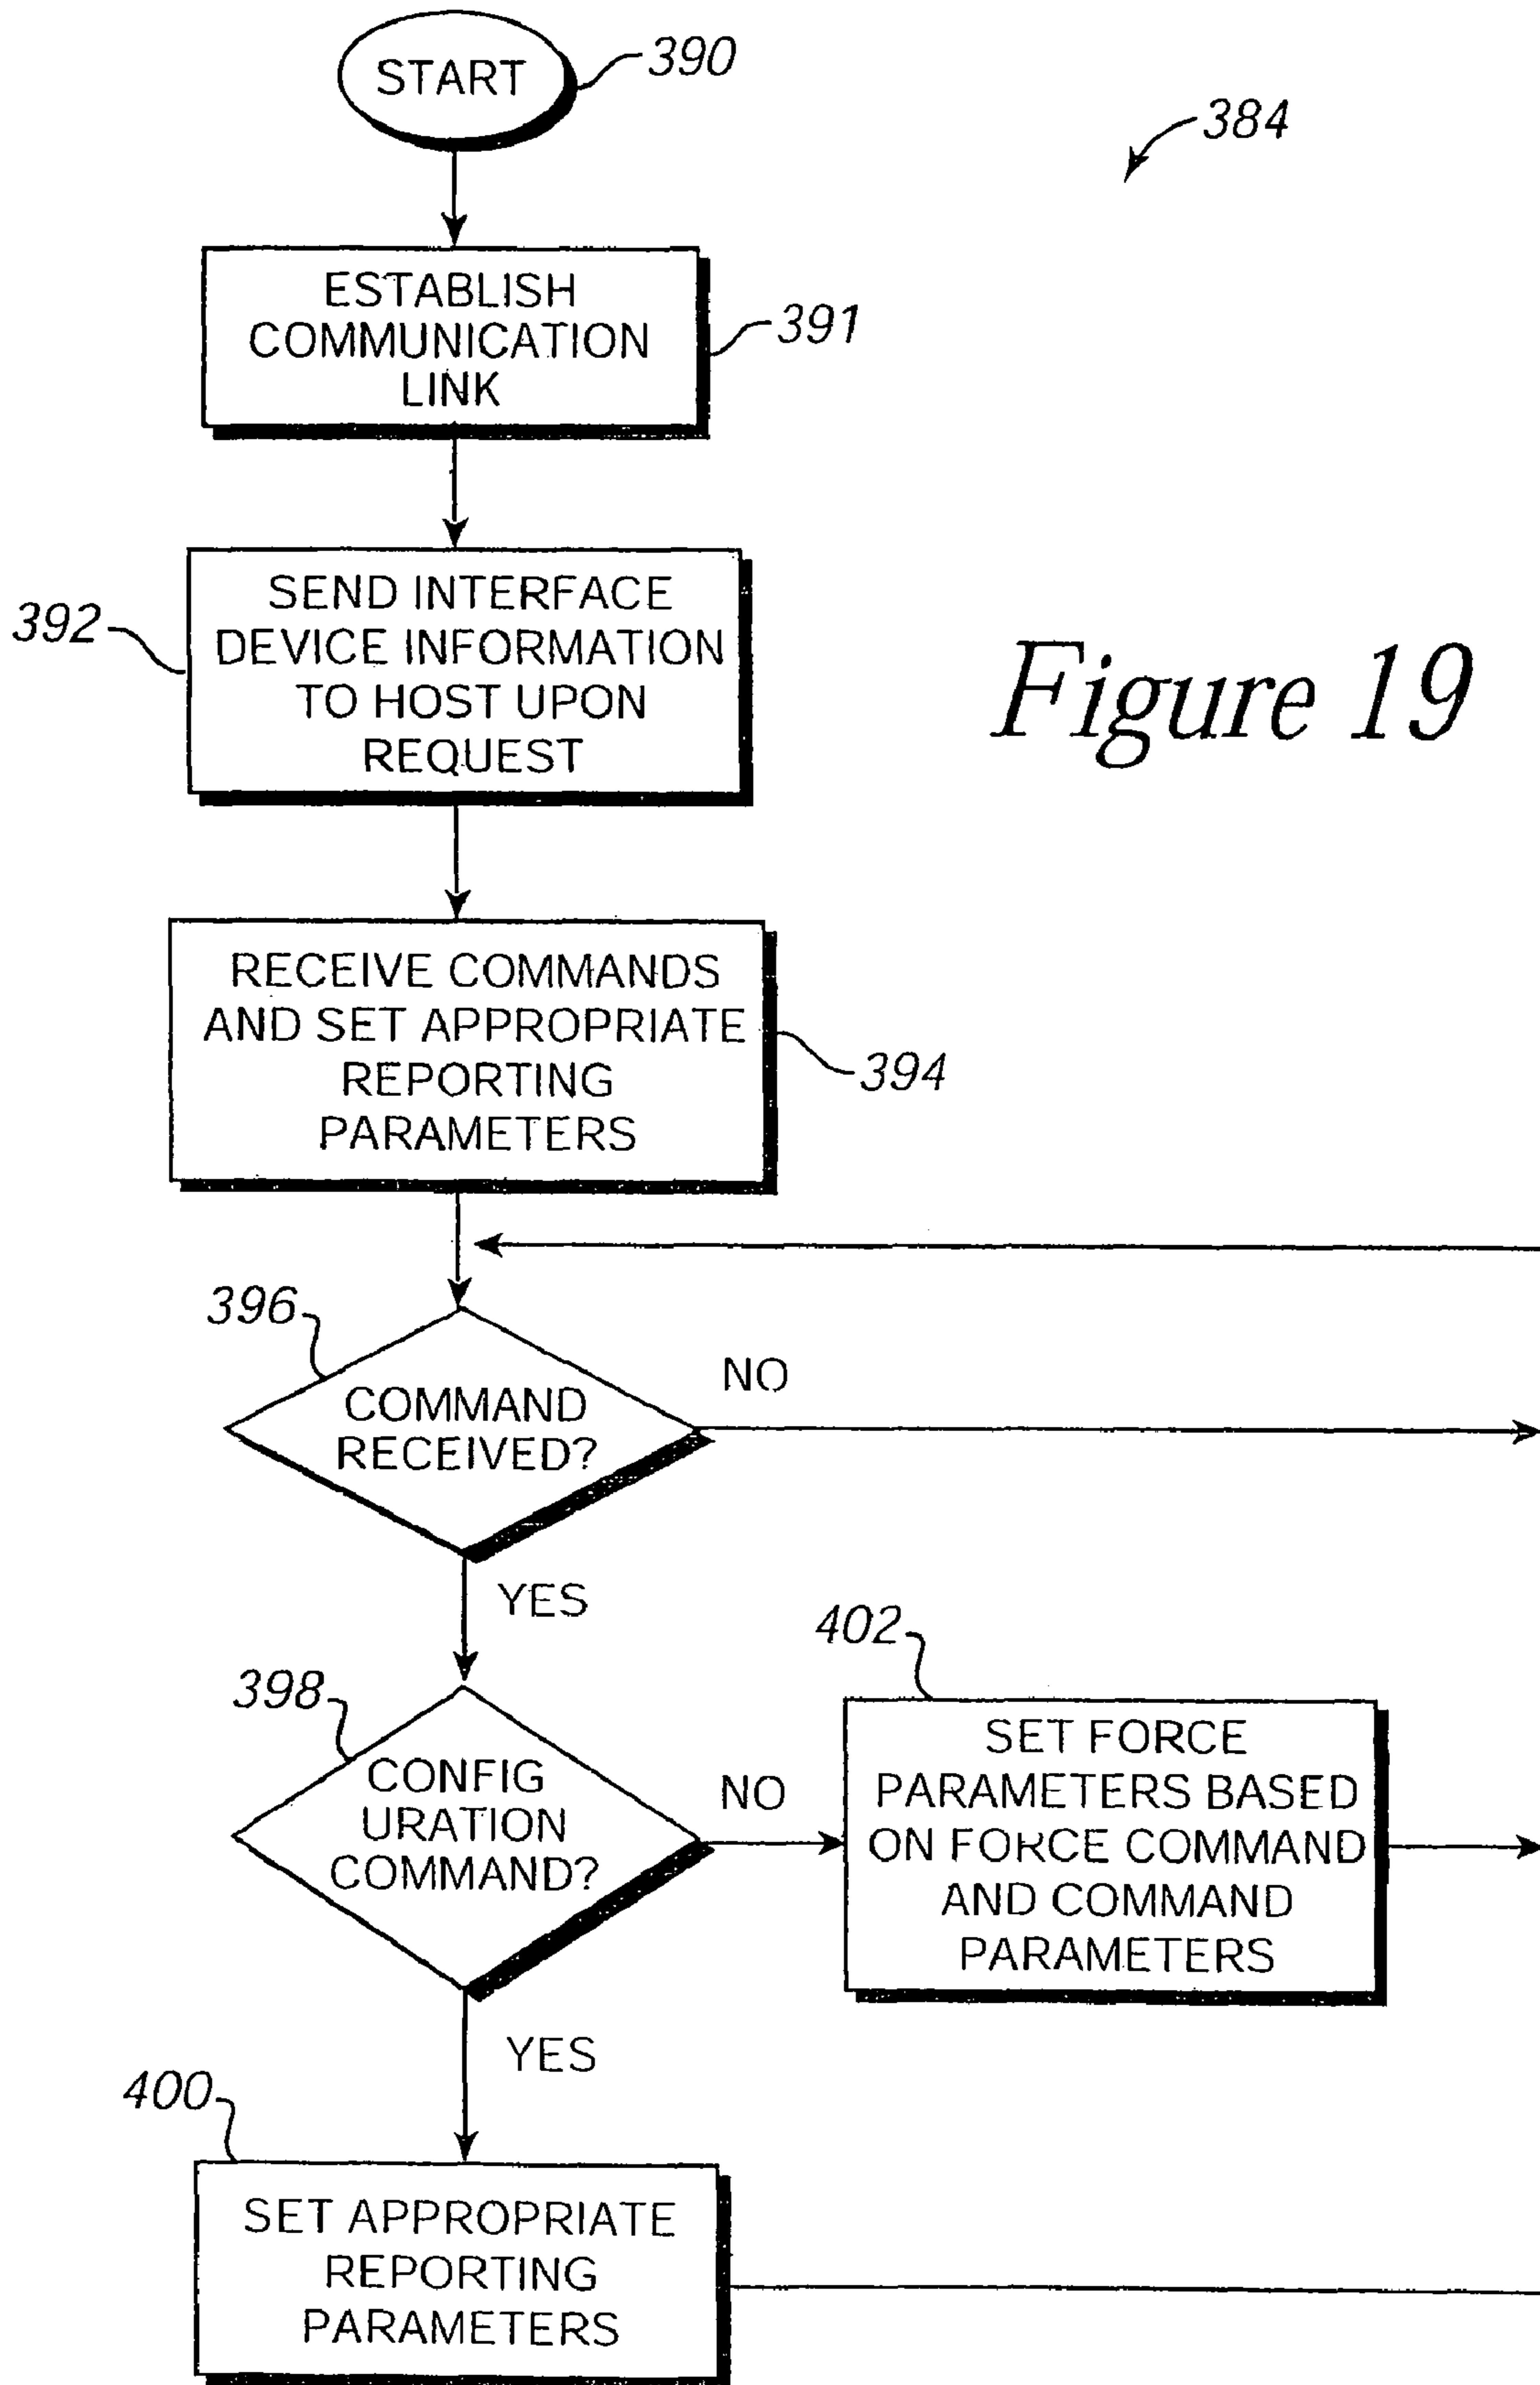 START
390
384
ESTABLISH
COMMUNICATION
LINK
391
392
SEND INTERFACE
DEVICE INFORMATION
TO HOST UPON
REQUEST
Figure 19
RECEIVE COMMANDS
AND SET APPROPRIATE
REPORTING
PARAMETERS
394
396
COMMAND
RECEIVED?
NO
YES
398
CONFIG
URATION
COMMAND?
NO
402
SET FORCE
PARAMETERS BASED
ON FORCE COMMAND
AND COMMAND
PARAMETERS
YES
400
SET APPROPRIATE
REPORTING
PARAMETERS